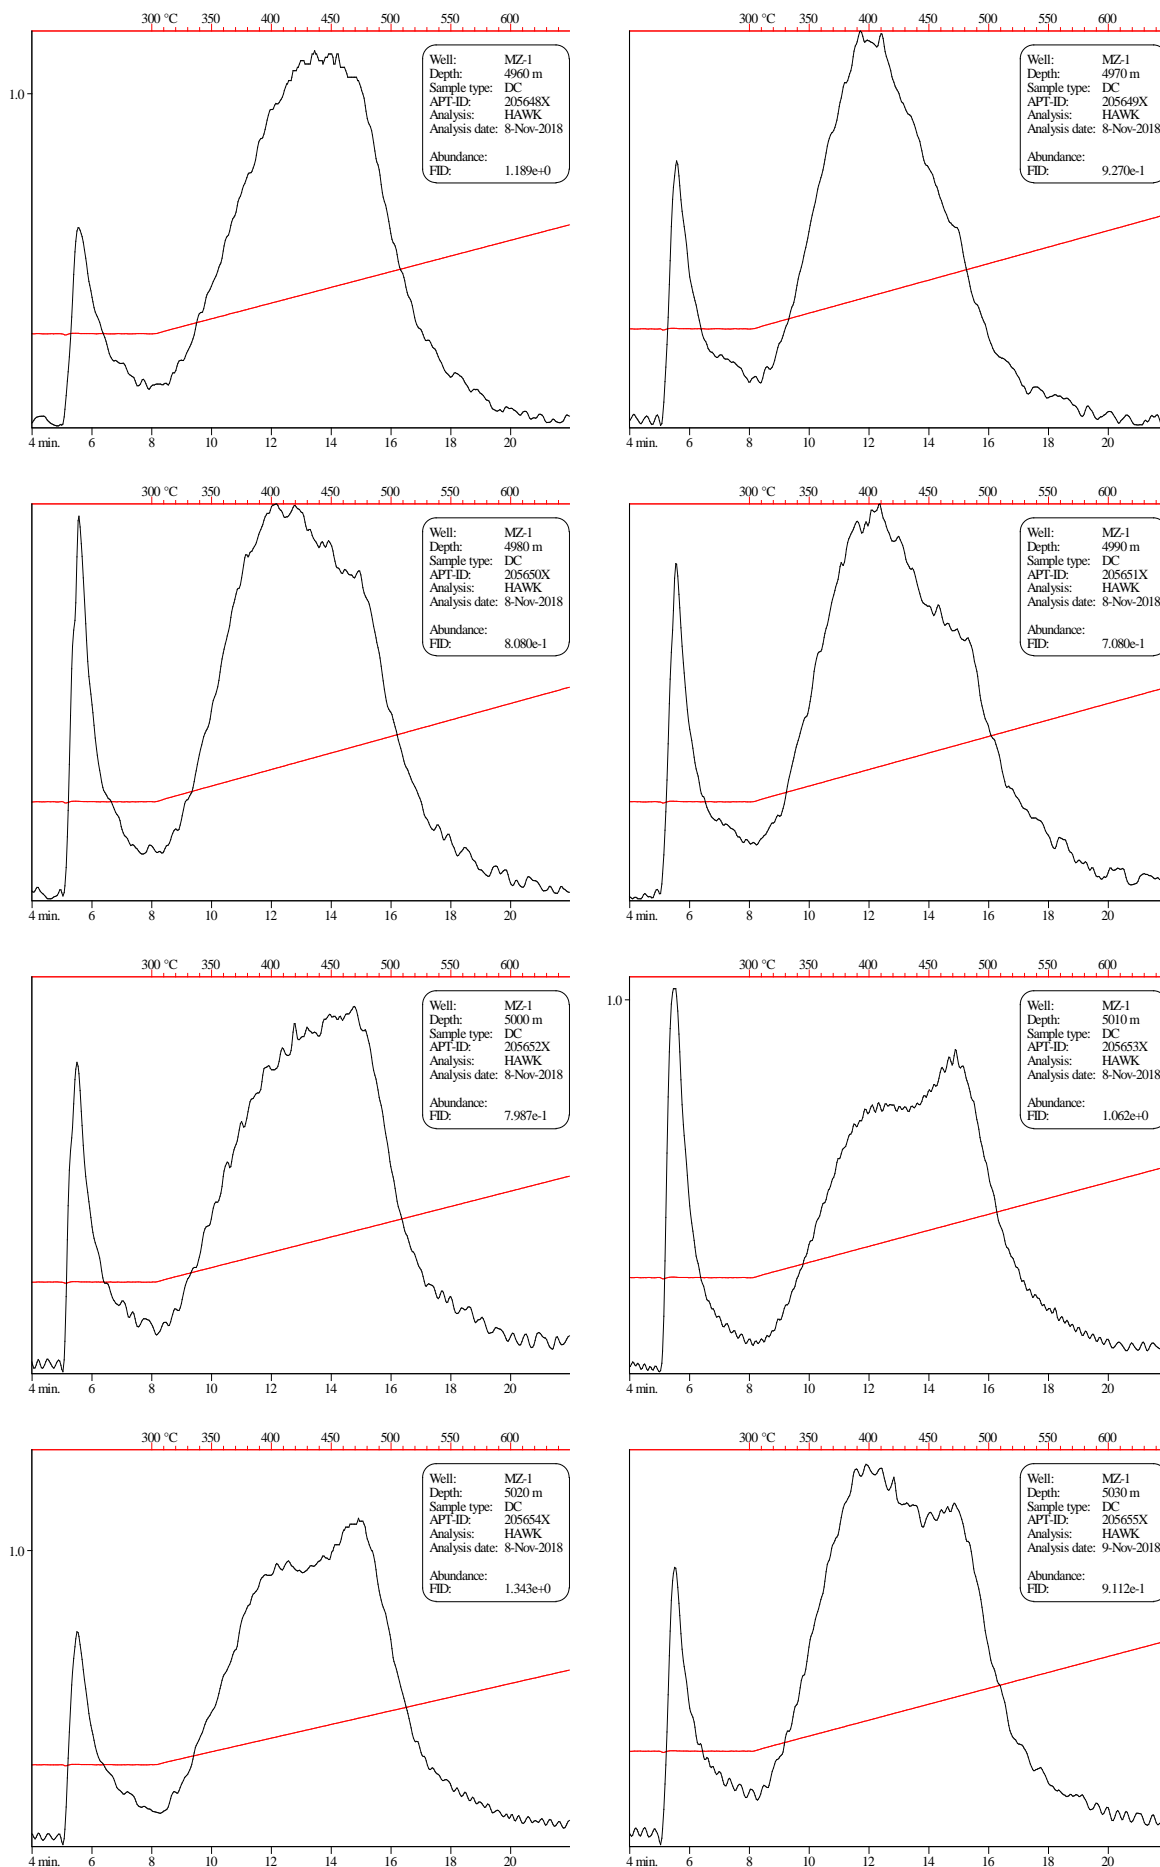 300 °C 350 400 450 500 550 600
1.0
Well: MZ-1
Depth: 4960 m
Sample type: DC
APT-ID: 205648X
Analysis: HAWK
Analysis date: 8-Nov-2018
Abundance:
FID: 1.189e+0
4 min. 6 8 10 12 14 16 18 20
300 °C 350 400 450 500 550 600
Well: MZ-1
Depth: 4970 m
Sample type: DC
APT-ID: 205649X
Analysis: HAWK
Analysis date: 8-Nov-2018
Abundance:
FID: 9.270e-1
4 min. 6 8 10 12 14 16 18 20
300 °C 350 400 450 500 550 600
Well: MZ-1
Depth: 4980 m
Sample type: DC
APT-ID: 205650X
Analysis: HAWK
Analysis date: 8-Nov-2018
Abundance:
FID: 8.080e-1
4 min. 6 8 10 12 14 16 18 20
300 °C 350 400 450 500 550 600
Well: MZ-1
Depth: 4990 m
Sample type: DC
APT-ID: 205651X
Analysis: HAWK
Analysis date: 8-Nov-2018
Abundance:
FID: 7.080e-1
4 min. 6 8 10 12 14 16 18 20
300 °C 350 400 450 500 550 600
Well: MZ-1
Depth: 5000 m
Sample type: DC
APT-ID: 205652X
Analysis: HAWK
Analysis date: 8-Nov-2018
Abundance:
FID: 7.987e-1
4 min. 6 8 10 12 14 16 18 20
300 °C 350 400 450 500 550 600
1.0
Well: MZ-1
Depth: 5010 m
Sample type: DC
APT-ID: 205653X
Analysis: HAWK
Analysis date: 8-Nov-2018
Abundance:
FID: 1.062e+0
4 min. 6 8 10 12 14 16 18 20
300 °C 350 400 450 500 550 600
1.0
Well: MZ-1
Depth: 5020 m
Sample type: DC
APT-ID: 205654X
Analysis: HAWK
Analysis date: 8-Nov-2018
Abundance:
FID: 1.343e+0
4 min. 6 8 10 12 14 16 18 20
300 °C 350 400 450 500 550 600
Well: MZ-1
Depth: 5030 m
Sample type: DC
APT-ID: 205655X
Analysis: HAWK
Analysis date: 9-Nov-2018
Abundance:
FID: 9.112e-1
4 min. 6 8 10 12 14 16 18 20